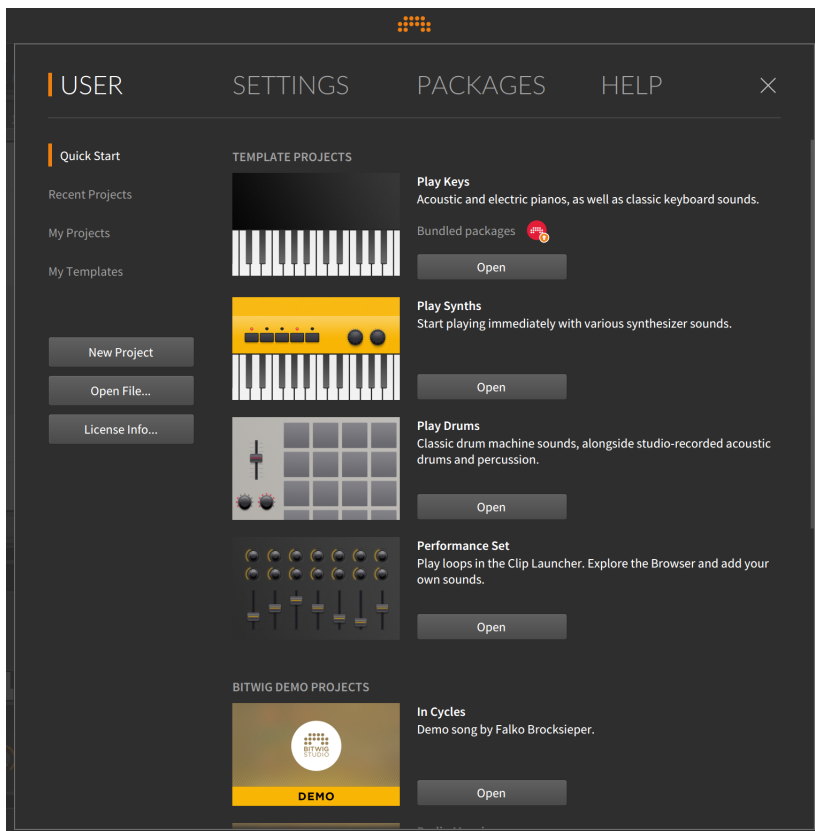 USER
SETTINGS
PACKAGES
HELP
Quick Start
Recent Projects
My Projects
My Templates
New Project
Open File...
License Info...
TEMPLATE PROJECTS
Play Keys
Acoustic and electric pianos, as well as classic keyboard sounds.
Bundled packages
Open
Play Synths
Start playing immediately with various synthesizer sounds.
Open
Play Drums
Classic drum machine sounds, alongside studio-recorded acoustic
drums and percussion.
Open
Performance Set
Play loops in the Clip Launcher. Explore the Browser and add your
own sounds.
Open
BITWIG DEMO PROJECTS
BITWIG
STUDIO
DEMO
In Cycles
Demo song by Falko Brocksieper.
Open